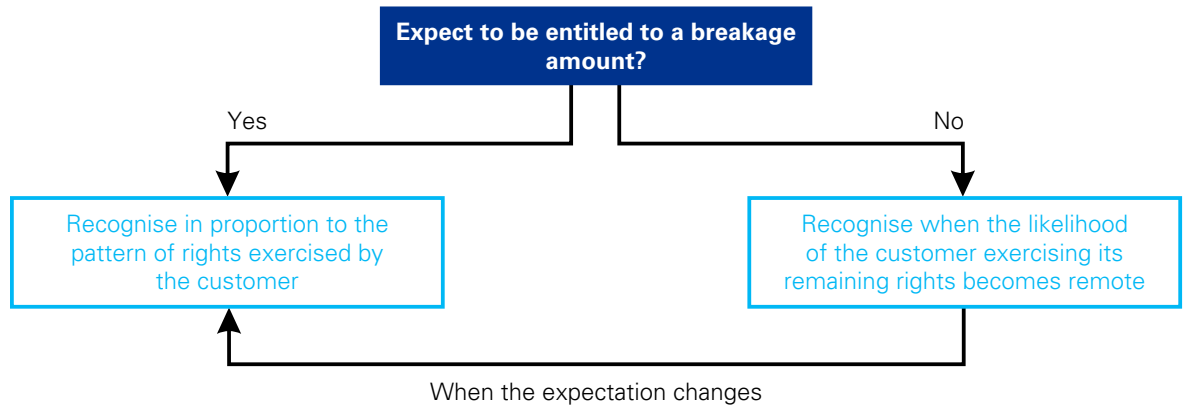 Expect to be entitled to a breakage
amount?
Yes
No
Recognise in proportion to the
pattern of rights exercised by
the customer
Recognise when the likelihood
of the customer exercising its
remaining rights becomes remote
When the expectation changes